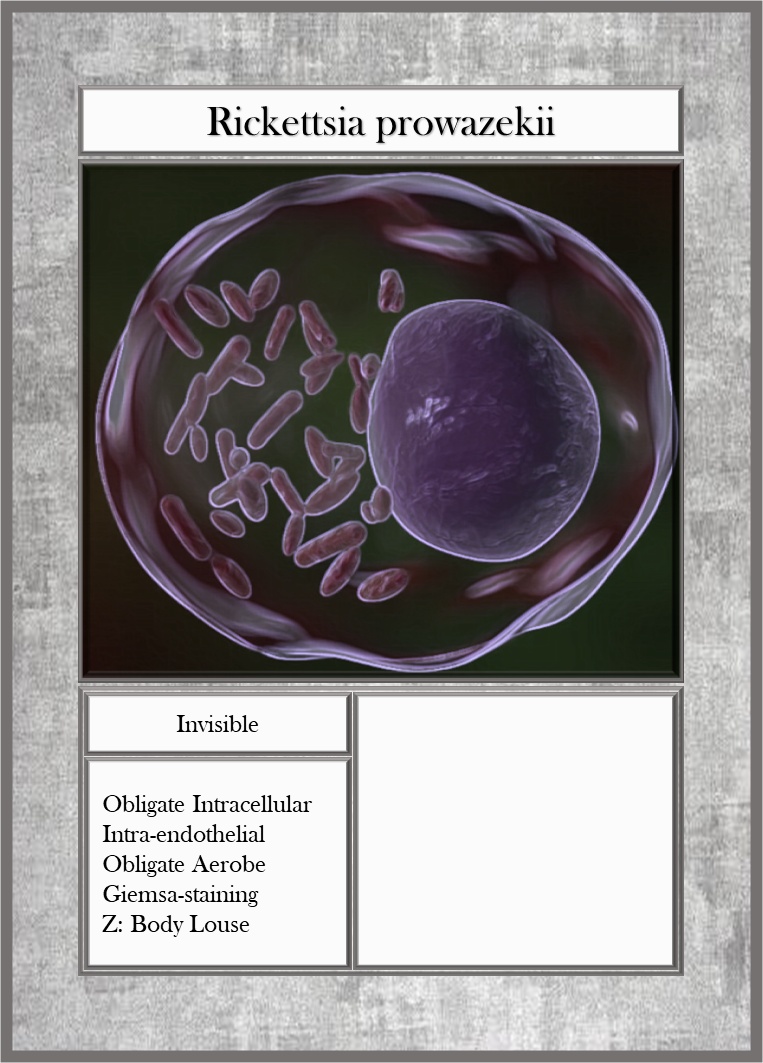 Rickettsia prowazekii
Invisible
Obligate Intracellular
Intra-endothelial
Obligate Aerobe
Giemsa-staining
Z: Body Louse